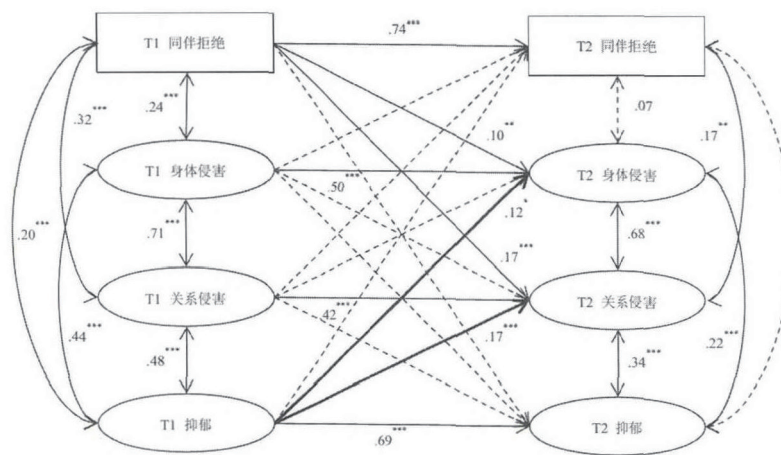 T1 同伴拒绝
.74***
T2 同伴拒绝
.32***
.24***
.10**
.07
.17**
T1 身体侵害
T2 身体侵害
.50***
.12*
.20***
.71***
.17***
.68***
T1 关系侵害
T2 关系侵害
.42***
.17***
.44***
.48***
.34***
.22***
T1 抑郁
.69***
T2 抑郁